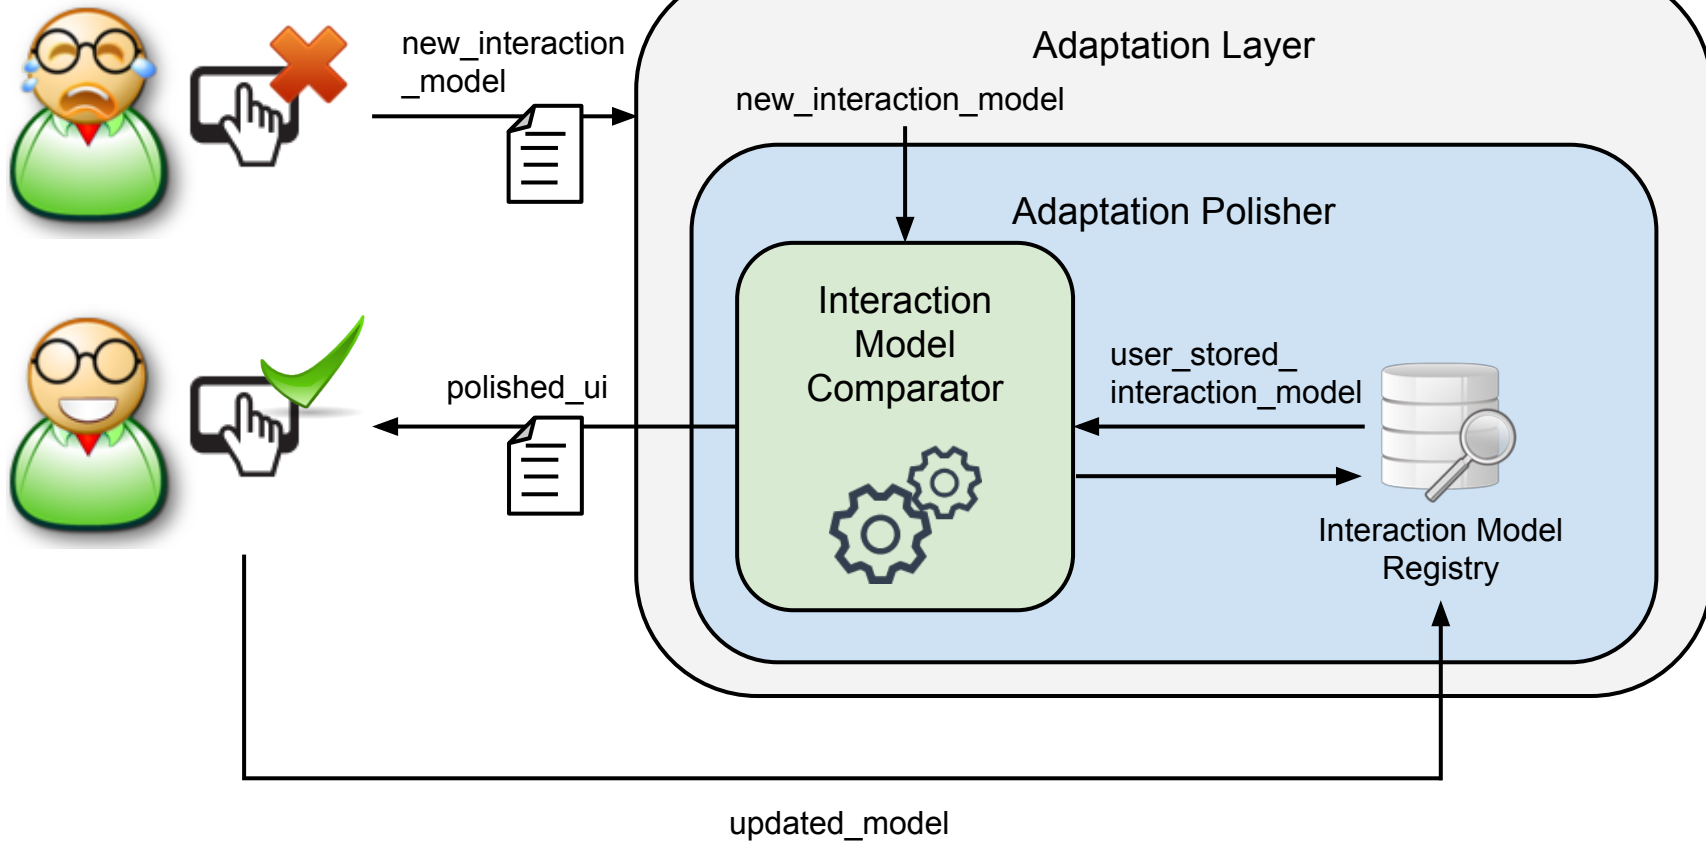 new_interaction
_model
Adaptation Layer
new_interaction_model
Adaptation Polisher
Interaction
Model
Comparator
user_stored_
interaction_model
polished_ui
Interaction Model
Registry
updated_model